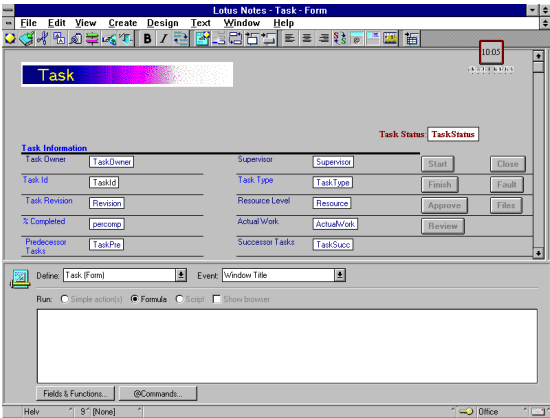 Lotus Notes - Task - Form
File Edit View Create Design Text Window Help
B I
10:05
Task
Task Status TaskStatus
Task Information
Task Owner TaskOwner Supervisor Supervisor Start Close
Task Id TaskId Task Type TaskType Finish Fault
Task Revision Revision Resource Level Resource Approve Files
% Completed percomp Actual Work ActualWork Review
Predecessor Tasks TaskPre Successor Tasks TaskSucc
Define: Task (Form) Event: Window Title
Run: Simple action(s) Formula Script Show browser
Fields & Functions... @Commands...
Helv 9 [None] Office